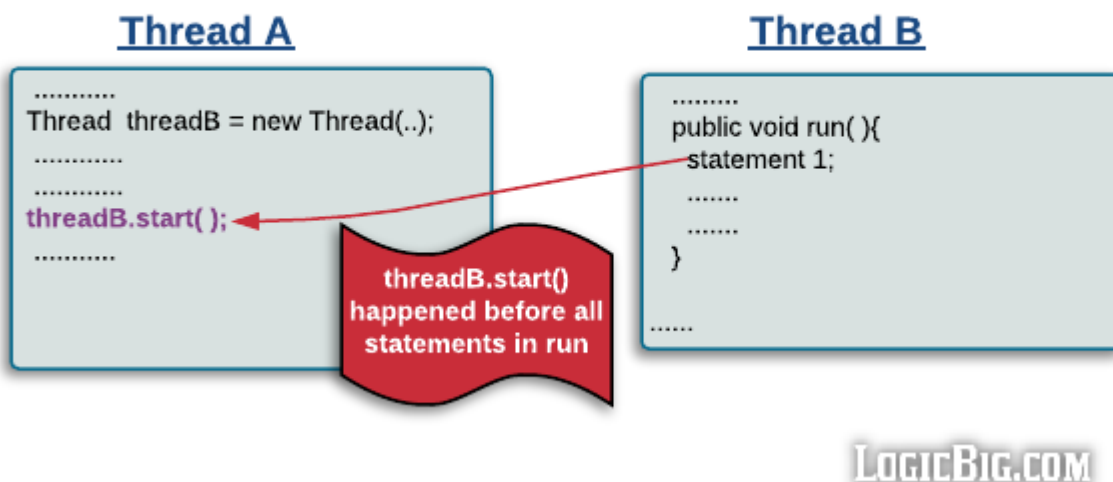 Thread A
...........
Thread threadB = new Thread(..);
............
............
threadB.start( );
...........
threadB.start()
happened before all
statements in run
Thread B
.........
public void run( ){
statement 1;
.......
.......
}
......
LOGICBIG.COM